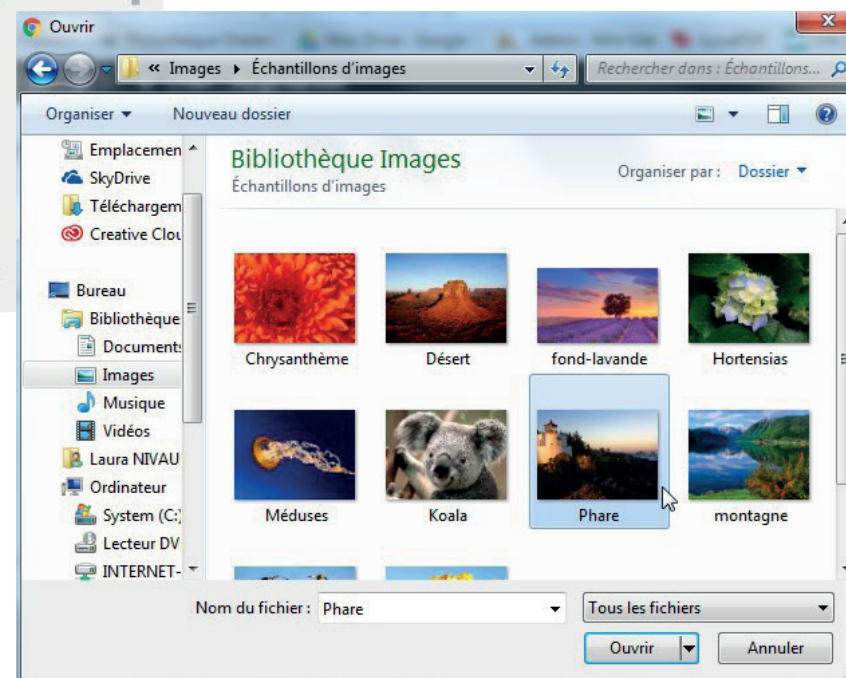 Ouvrir
« Images ▸ Échantillons d'images
Rechercher dans : Échantillons...
Organiser ▾ Nouveau dossier
Emplacemen
SkyDrive
Téléchargem
Creative Clou
Bureau
Bibliothèque
Document
Images
Musique
Vidéos
Laura NIVAU
Ordinateur
System (C:)
Lecteur DV
INTERNET-
Bibliothèque Images
Échantillons d'images
Organiser par : Dossier ▾
Chrysanthème Désert fond-lavande Hortensias
Méduses Koala Phare montagne
Nom du fichier : Phare
Tous les fichiers
Ouvrir Annuler